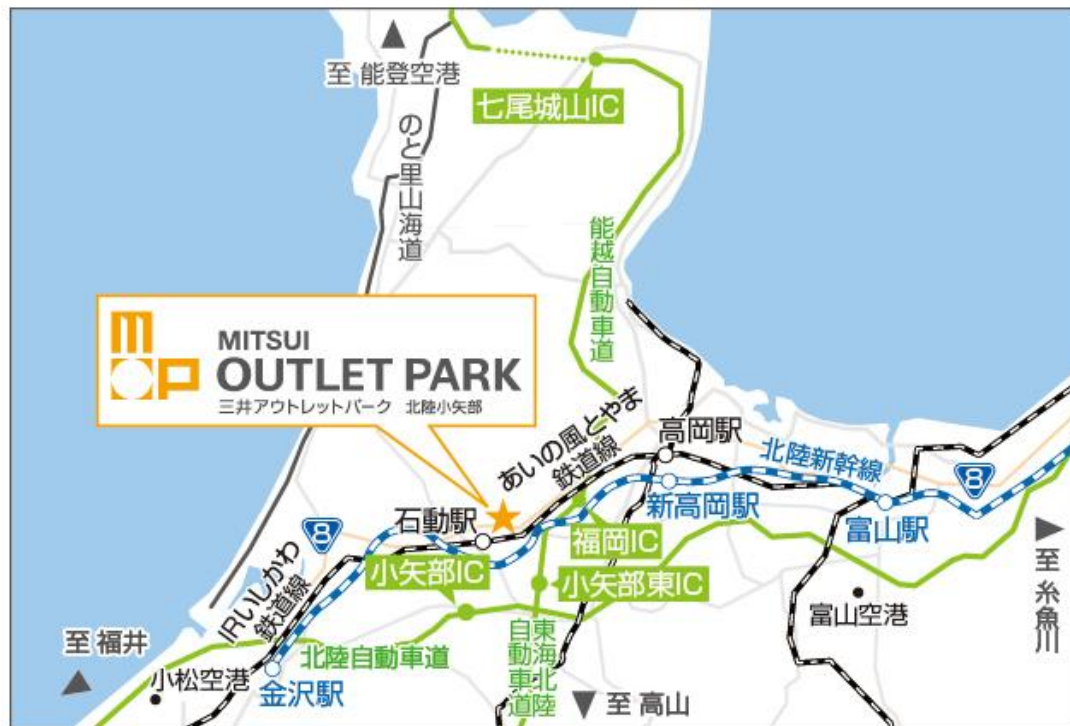 至 能登空港
七尾城山IC
のと里山海道
能越自動車道
mop
MITSUI
OUTLET PARK
三井アウトレットパーク 北陸小矢部
あいの風とやま
鉄道線
高岡駅
北陸新幹線
8
新高岡駅
富山駅
石動駅
8
福岡IC
小矢部IC
小矢部東IC
IRいしかわ
鉄道線
至 糸魚川
富山空港
至 福井
北陸自動車道
東海北陸
自動車道
小松空港
金沢駅
至 高山